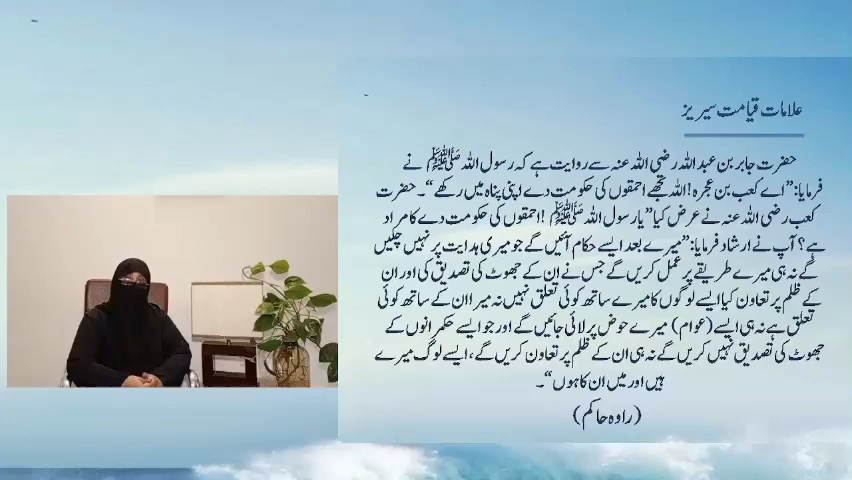 علامات قیامت سیریز
حضرت جابر بن عبداللہ رضی اللہ عنہ سے روایت ہے کہ رسول اللہ ﷺ نے
فرمایا: ”اے کعب بن عجرہ! اللہ تجھے احمقوں کی حکومت دے اپنی پناہ میں رکھے“۔ حضرت
کعب رضی اللہ عنہ نے عرض کیا ”یارسول اللہ ﷺ! احمقوں کی حکومت دے کا مراد
ہے؟ آپ نے ارشاد فرمایا: ”میرے بعد ایسے حکام آئیں گے جو میری ہدایت پر نہیں چلیں
گے نہ ہی میرے طریقے پر عمل کریں گے جس نے ان کے جھوٹ کی تصدیق کی اور ان
کے ظلم پر تعاون کیا ایسے لوگوں کا میرے ساتھ کوئی تعلق نہیں نہ میرا ان کے ساتھ کوئی
تعلق ہے نہ ہی ایسے (عوام) میرے حوض پر لائی جائیں گے اور جو ایسے حکمرانوں کے
جھوٹ کی تصدیق نہیں کریں گے نہ ہی ان کے ظلم پر تعاون کریں گے، ایسے لوگ میرے
ہیں اور میں ان کا ہوں“۔
(راوہ حاکم)